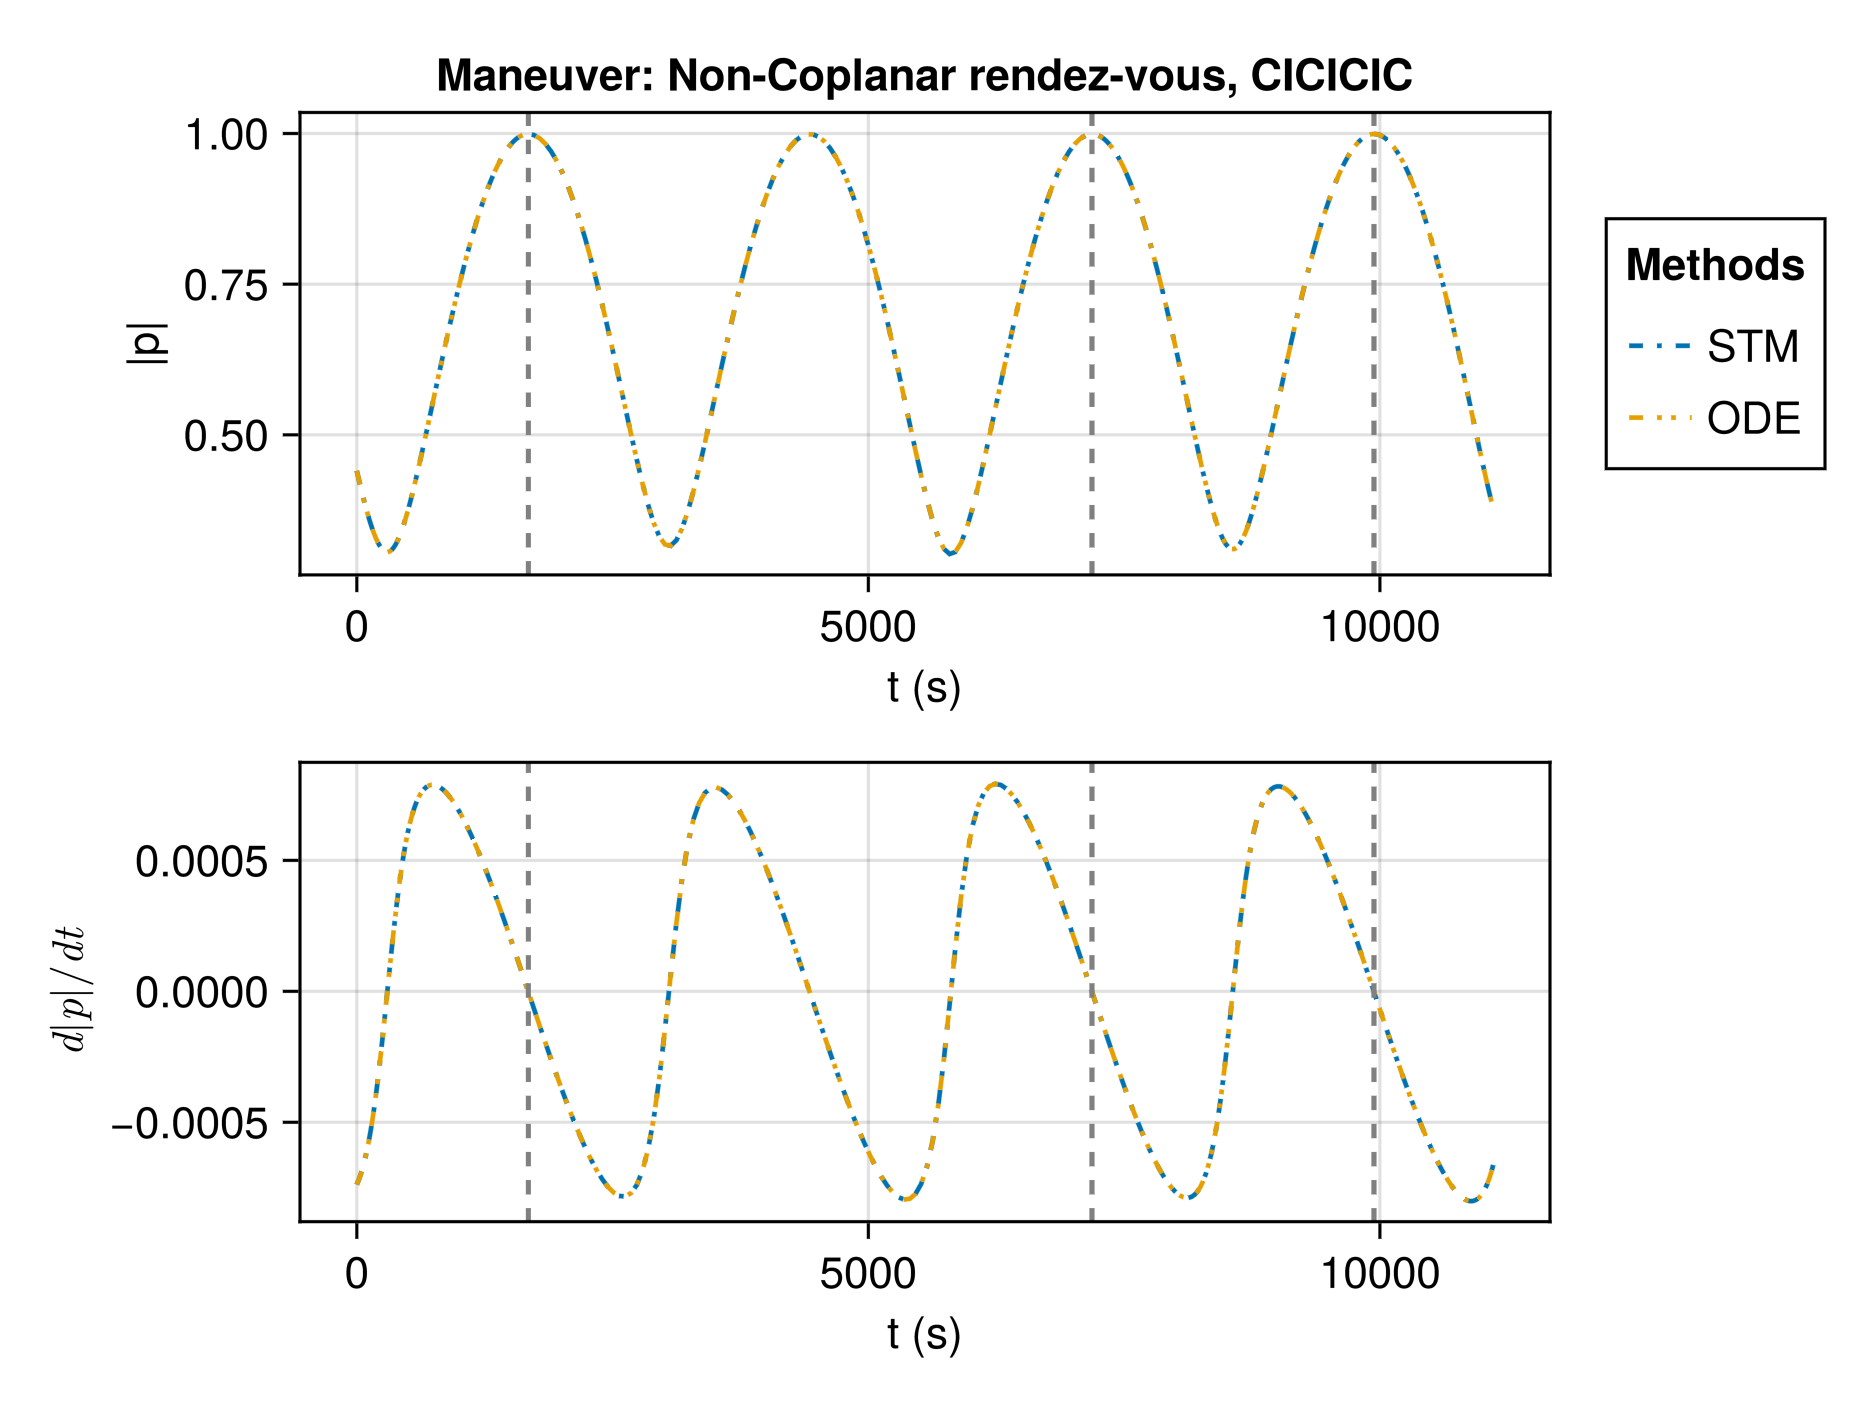 Maneuver: Non-Coplanar rendez-vous, CICICIC
|p|
1.00
0.75
0.50
0
5000
10000
t (s)
Methods
STM
ODE
d|p|/dt
0.0005
0.0000
−0.0005
0
5000
10000
t (s)